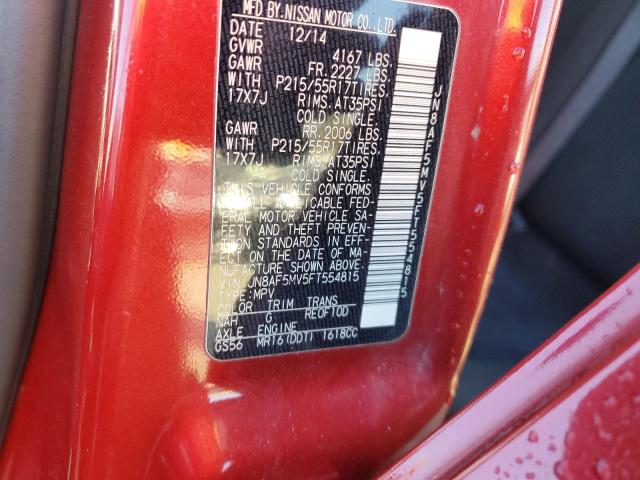 MFD BY NISSAN MOTOR CO.,LTD.
DATE 12/14
GVWR 4167 LBS.
GAWR FR. 2227 LBS.
WITH P215/55R17TIRES.
17X7J RIMS.AT35PSI
COLD SINGLE.
GAWR RR. 2006 LBS.
WITH P215/55R17TIRES.
17X7J RIMS.AT35PSI
COLD SINGLE.
THIS VEHICLE CONFORMS
TO ALL APPLICABLE FED-
ERAL MOTOR VEHICLE SA-
FETY AND THEFT PREVEN-
TION STANDARDS IN EFF-
ECT ON THE DATE OF MA-
NUFACTURE SHOWN ABOVE.
VIN: JN8AF5MV5FT554815
TYPE: MPV
COLOR TRIM TRANS
NAH G RE0F10D
AXLE ENGINE
GS56 MR16(DDT) 1618CC
JN8AF5MV5FT554815